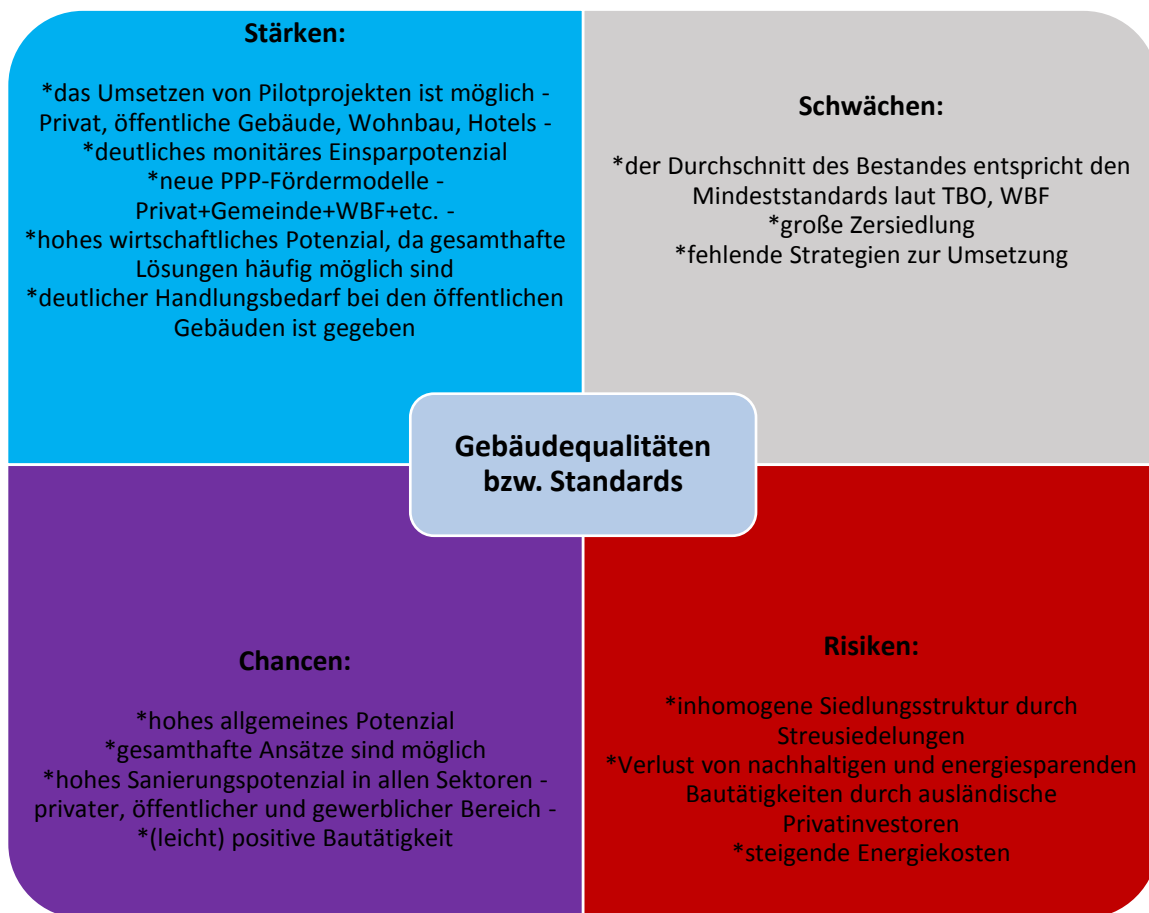 Stärken:
*das Umsetzen von Pilotprojekten ist möglich -
Privat, öffentliche Gebäude, Wohnbau, Hotels -
*deutliches monitäres Einsparpotenzial
*neue PPP-Fördermodelle -
Privat+Gemeinde+WBF+etc. -
*hohes wirtschaftliches Potenzial, da gesamthafte
Lösungen häufig möglich sind
*deutlicher Handlungsbedarf bei den öffentlichen
Gebäuden ist gegeben
Schwächen:
*der Durchschnitt des Bestandes entspricht den
Mindeststandards laut TBO, WBF
*große Zersiedlung
*fehlende Strategien zur Umsetzung
Gebäudequalitäten
bzw. Standards
Chancen:
*hohes allgemeines Potenzial
*gesamthafte Ansätze sind möglich
*hohes Sanierungspotenzial in allen Sektoren -
privater, öffentlicher und gewerblicher Bereich -
*(leicht) positive Bautätigkeit
Risiken:
*inhomogene Siedlungsstruktur durch
Streusiedelungen
*Verlust von nachhaltigen und energiesparenden
Bautätigkeiten durch ausländische
Privatinvestoren
*steigende Energiekosten